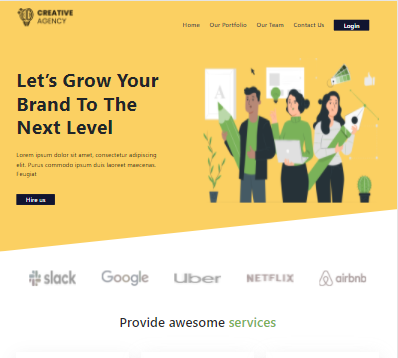 CREATIVE
AGENCY
Home Our Portfolio Our Team Contact Us Login
Let's Grow Your
Brand To The
Next Level
Lorem ipsum dolor sit amet, consectetur adipiscing
elit. Purus commodo ipsum duis laoreet maecenas.
Feugiat
Hire us
slack Google Uber NETFLIX airbnb
Provide awesome services